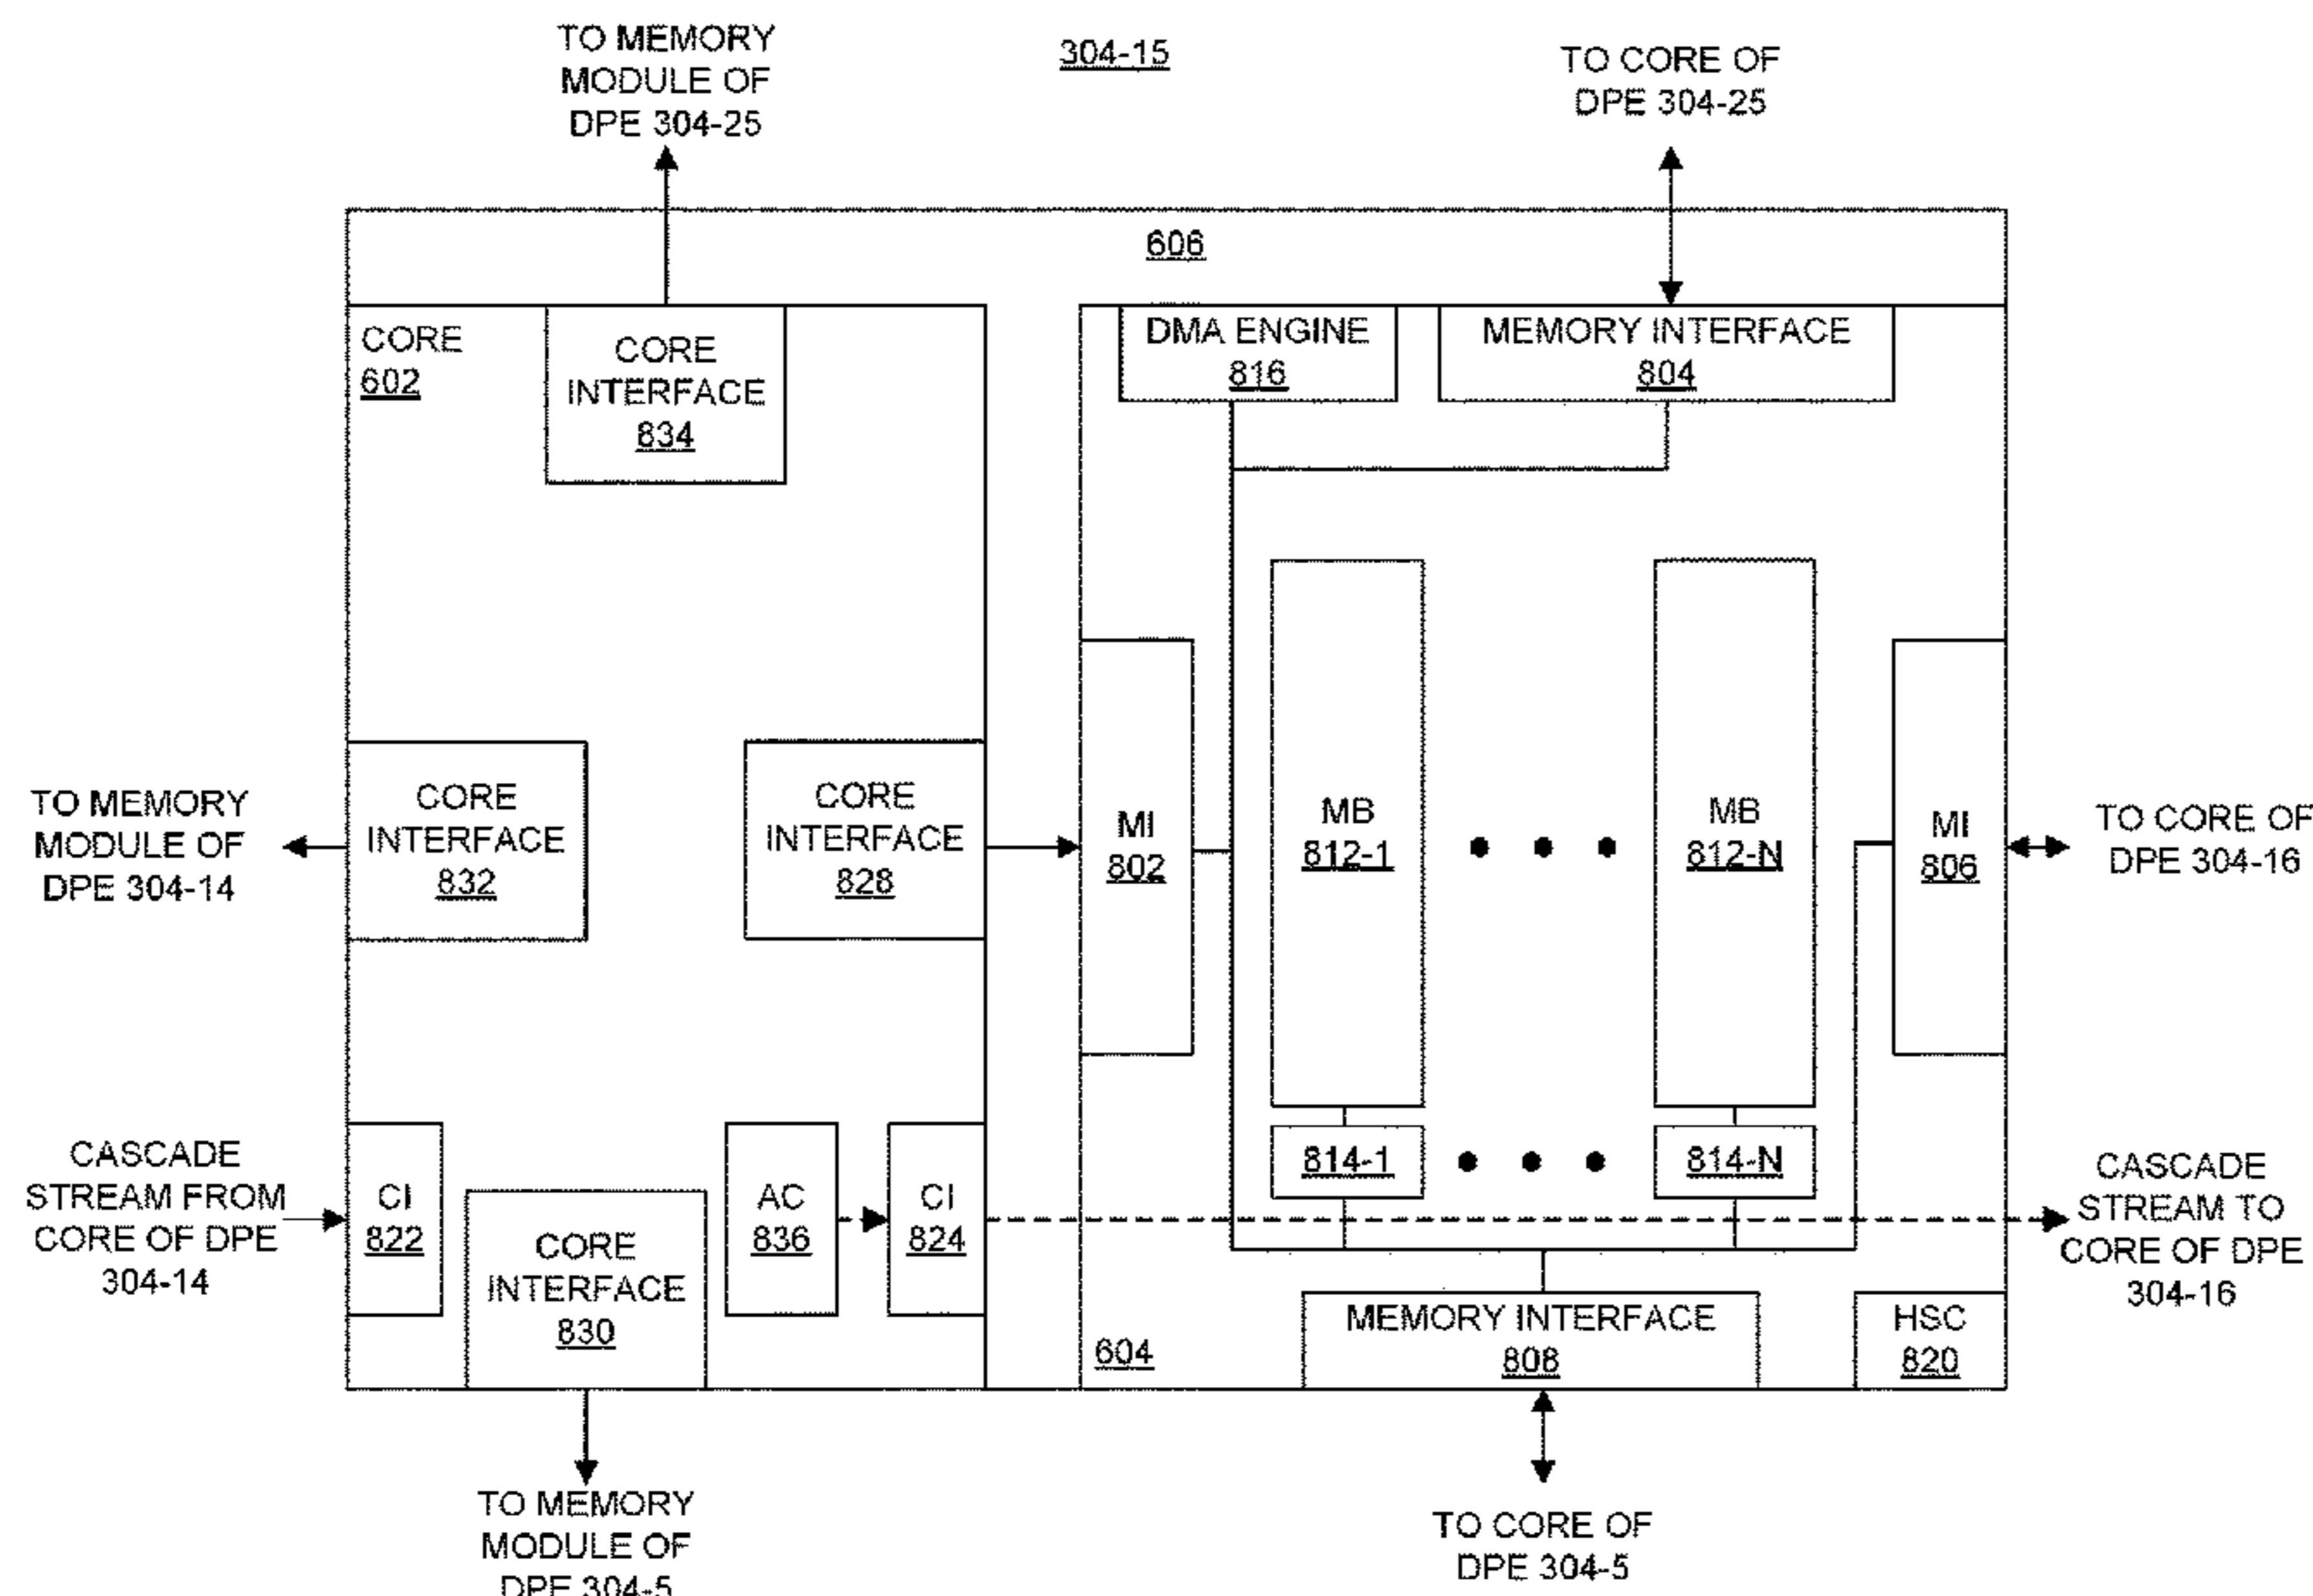 TO MEMORY
MODULE OF
DPE 304-25
304-15
TO CORE OF
DPE 304-25
606
CORE
602
CORE
INTERFACE
834
DMA ENGINE
816
MEMORY INTERFACE
804
TO MEMORY
MODULE OF
DPE 304-14
CORE
INTERFACE
832
CORE
INTERFACE
828
MI
802
MB
812-1
MB
812-N
MI
806
TO CORE OF
DPE 304-16
CASCADE
STREAM FROM
CORE OF DPE
304-14
CI
822
CORE
INTERFACE
830
AC
836
CI
824
814-1
814-N
CASCADE
STREAM TO
CORE OF DPE
304-16
604
MEMORY INTERFACE
808
HSC
820
TO MEMORY
MODULE OF
DPE 304-5
TO CORE OF
DPE 304-5